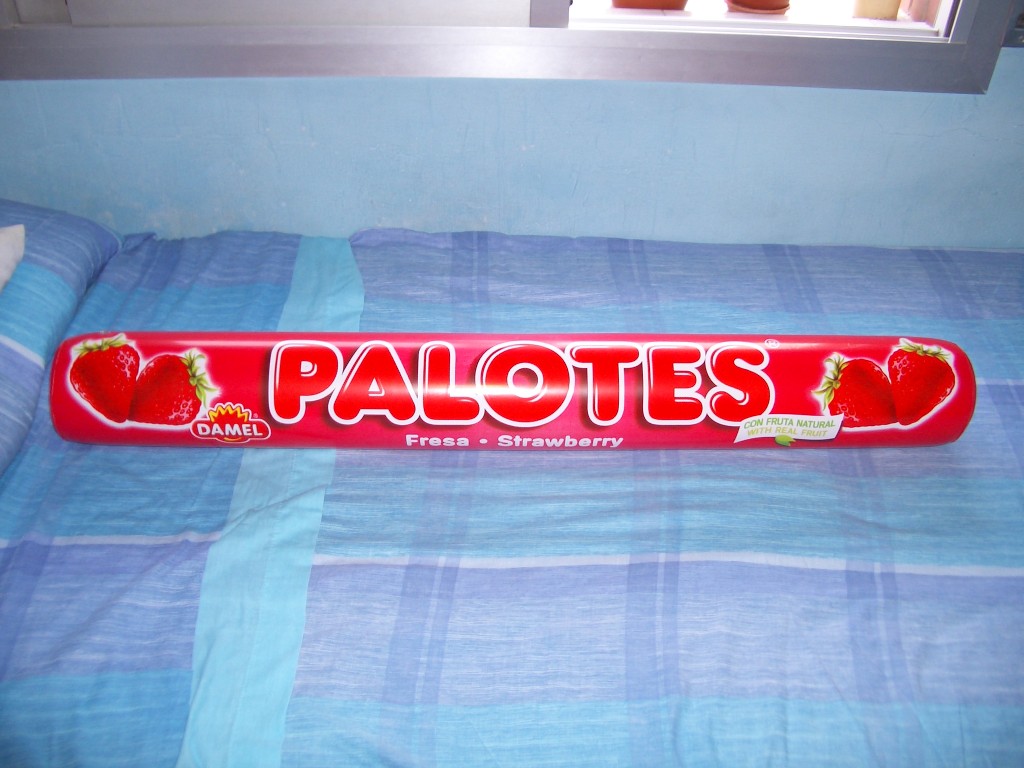 PALOTES®
DAMEL®
Fresa • Strawberry
CON FRUTA NATURAL
WITH REAL FRUIT